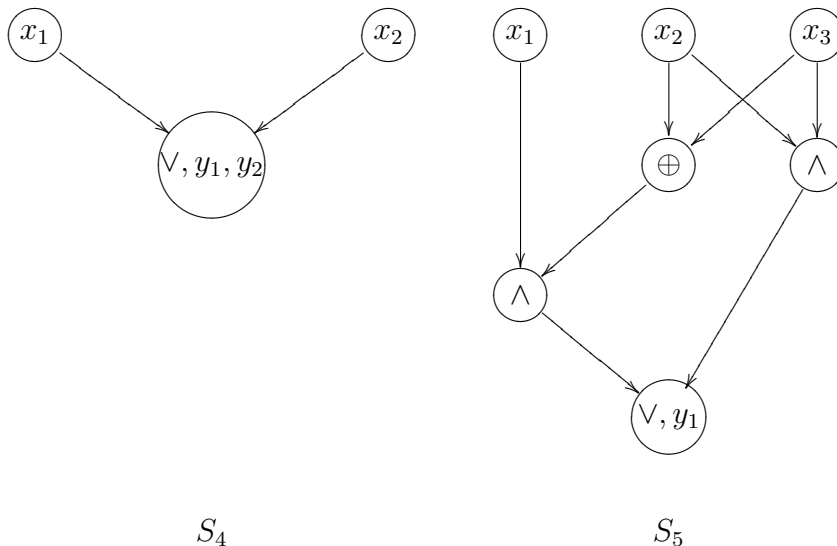 x₁ x₂ x₁ x₂ x₃
∨, y₁, y₂ ⊕ ∧
∧
∨, y₁
S₄ S₅